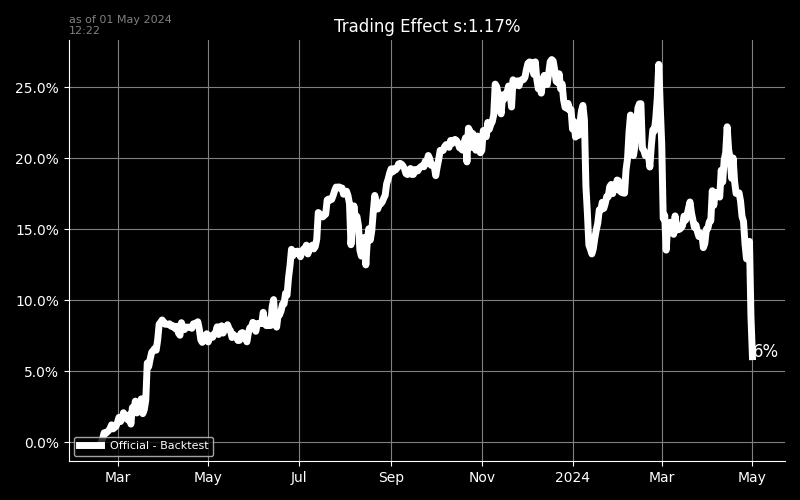 as of 01 May 2024
12:22
Trading Effect s:1.17%
25.0%
20.0%
15.0%
10.0%
5.0%
0.0%
6%
Official - Backtest
Mar May Jul Sep Nov 2024 Mar May